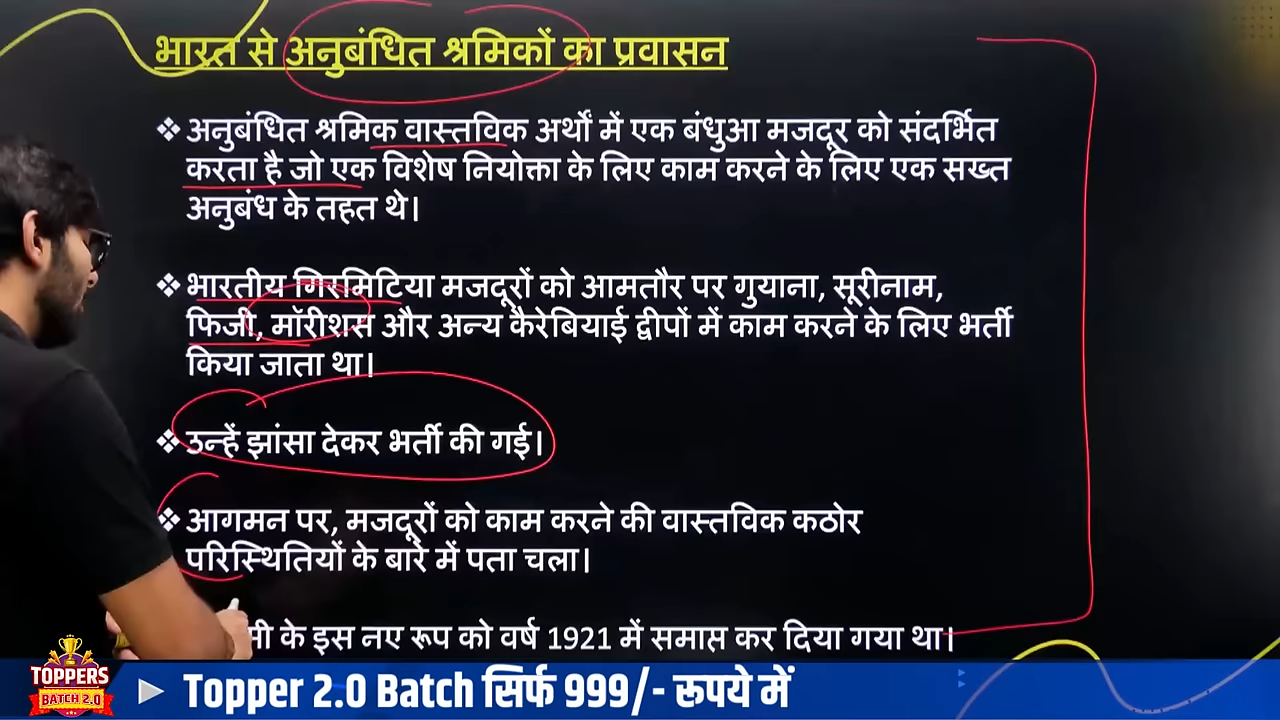 भारत से अनुबंधित श्रमिकों का प्रवासन
❖ अनुबंधित श्रमिक वास्तविक अर्थों में एक बंधुआ मजदूर को संदर्भित
करता है जो एक विशेष नियोक्ता के लिए काम करने के लिए एक सख्त
अनुबंध के तहत थे।
❖ भारतीय गिरमिटिया मजदूरों को आमतौर पर गुयाना, सूरीनाम,
फिजी, मॉरीशस और अन्य कैरेबियाई द्वीपों में काम करने के लिए भर्ती
किया जाता था।
❖ उन्हें झांसा देकर भर्ती की गई।
❖ आगमन पर, मजदूरों को काम करने की वास्तविक कठोर
परिस्थितियों के बारे में पता चला।
के इस नए रूप को वर्ष 1921 में समाप्त कर दिया गया था।
TOPPERS
BATCH 2.0
Topper 2.0 Batch सिर्फ 999/- रूपये में